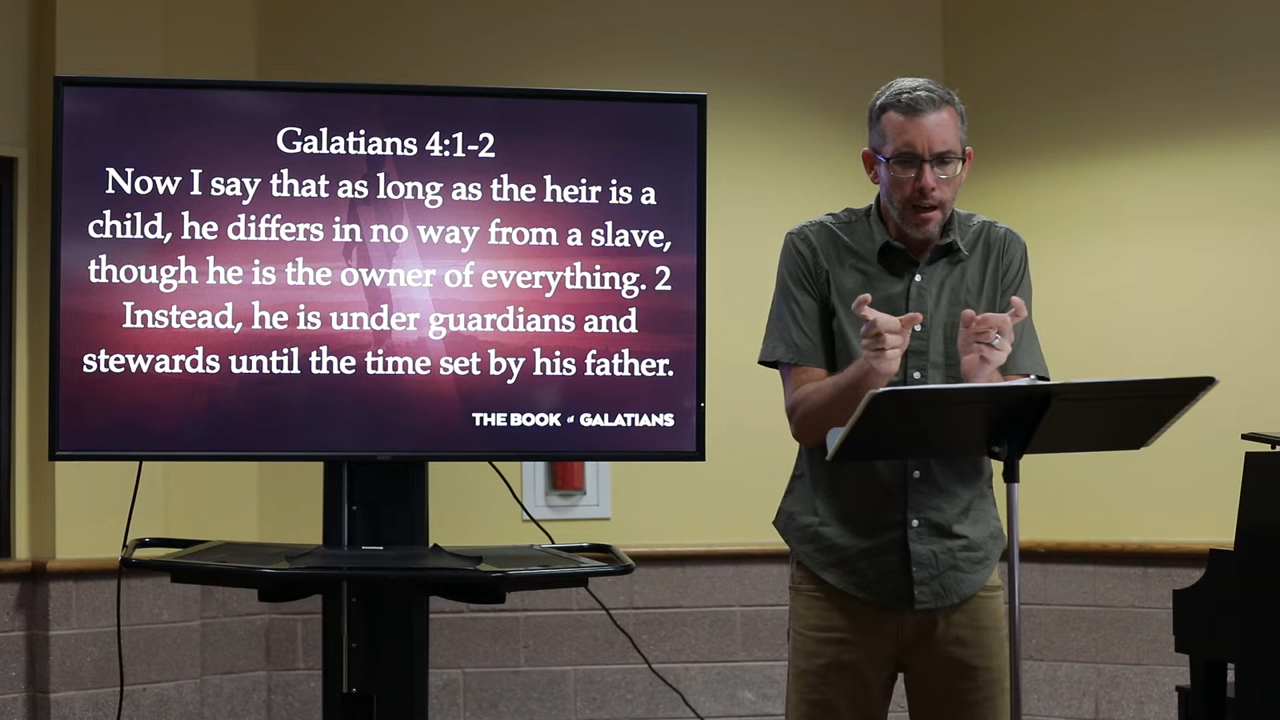 Galatians 4:1-2
Now I say that as long as the heir is a
child, he differs in no way from a slave,
though he is the owner of everything. 2
Instead, he is under guardians and
stewards until the time set by his father.
THE BOOK of GALATIANS